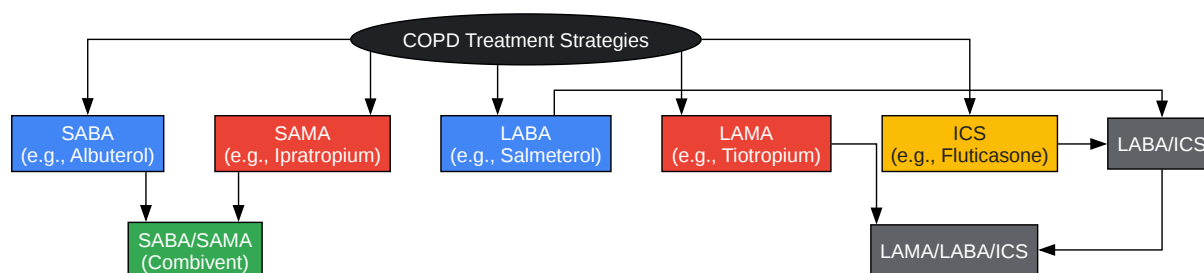 COPD Treatment Strategies
SABA
(e.g., Albuterol)
SAMA
(e.g., Ipratropium)
LABA
(e.g., Salmeterol)
LAMA
(e.g., Tiotropium)
ICS
(e.g., Fluticasone)
LABA/ICS
SABA/SAMA
(Combivent)
LAMA/LABA/ICS